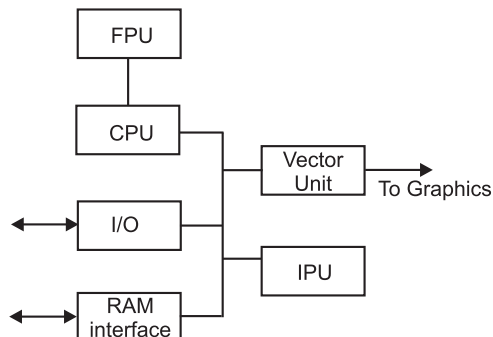 FPU
CPU
Vector
Unit
To Graphics
I/O
IPU
RAM
interface